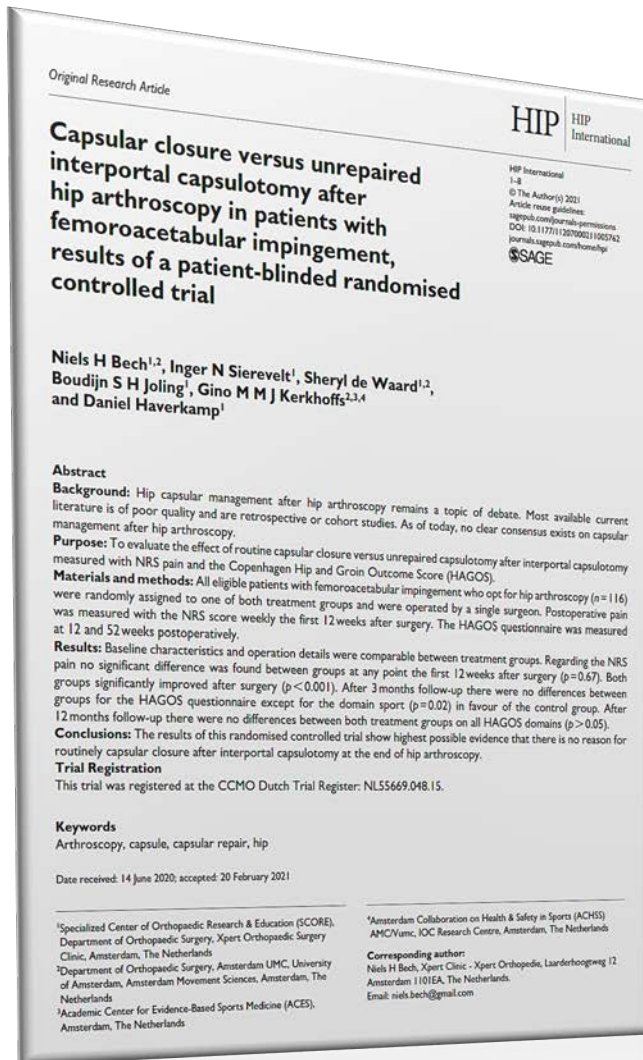 Original Research Article
HIP
HIP
International
Capsular closure versus unrepaired
interportal capsulotomy after
hip arthroscopy in patients with
femoroacetabular impingement,
results of a patient-blinded randomised
controlled trial
HIP International
1–8
© The Author(s) 2021
Article reuse guidelines:
sagepub.com/journals-permissions
DOI: 10.1177/11207000211005762
journals.sagepub.com/home/hpi
SAGE
Niels H Bech1,2, Inger N Sierevelt1, Sheryl de Waard1,2,
Boudijn S H Joling1, Gino M M J Kerkhoffs2,3,4
and Daniel Haverkamp1
Abstract
Background: Hip capsular management after hip arthroscopy remains a topic of debate. Most available current
literature is of poor quality and are retrospective or cohort studies. As of today, no clear consensus exists on capsular
management after hip arthroscopy.
Purpose: To evaluate the effect of routine capsular closure versus unrepaired capsulotomy after interportal capsulotomy
measured with NRS pain and the Copenhagen Hip and Groin Outcome Score (HAGOS).
Materials and methods: All eligible patients with femoroacetabular impingement who opt for hip arthroscopy (n = 116)
were randomly assigned to one of both treatment groups and were operated by a single surgeon. Postoperative pain
was measured with the NRS score weekly the first 12 weeks after surgery. The HAGOS questionnaire was measured
at 12 and 52 weeks postoperatively.
Results: Baseline characteristics and operation details were comparable between treatment groups. Regarding the NRS
pain no significant difference was found between groups at any point the first 12 weeks after surgery (p = 0.67). Both
groups significantly improved after surgery (p < 0.001). After 3 months follow-up there were no differences between
groups for the HAGOS questionnaire except for the domain sport (p = 0.02) in favour of the control group. After
12 months follow-up there were no differences between both treatment groups on all HAGOS domains (p > 0.05).
Conclusions: The results of this randomised controlled trial show highest possible evidence that there is no reason for
routinely capsular closure after interportal capsulotomy at the end of hip arthroscopy.
Trial Registration
This trial was registered at the CCMO Dutch Trial Register: NL55669.048.15.
Keywords
Arthroscopy, capsule, capsular repair, hip
Date received: 14 June 2020; accepted: 20 February 2021
1Specialized Center of Orthopaedic Research & Education (SCORE),
Department of Orthopaedic Surgery, Xpert Orthopaedic Surgery
Clinic, Amsterdam, The Netherlands
2Department of Orthopaedic Surgery, Amsterdam UMC, University
of Amsterdam, Amsterdam Movement Sciences, Amsterdam, The
Netherlands
3Academic Center for Evidence-Based Sports Medicine (ACES),
Amsterdam, The Netherlands
4Amsterdam Collaboration on Health & Safety in Sports (ACHSS)
AMC/Vumc, IOC Research Centre, Amsterdam, The Netherlands
Corresponding author:
Niels H Bech, Xpert Clinic - Xpert Orthopedie, Laarderhoogtweg 12
Amsterdam 1101EA, The Netherlands.
Email: niels.bech@gmail.com